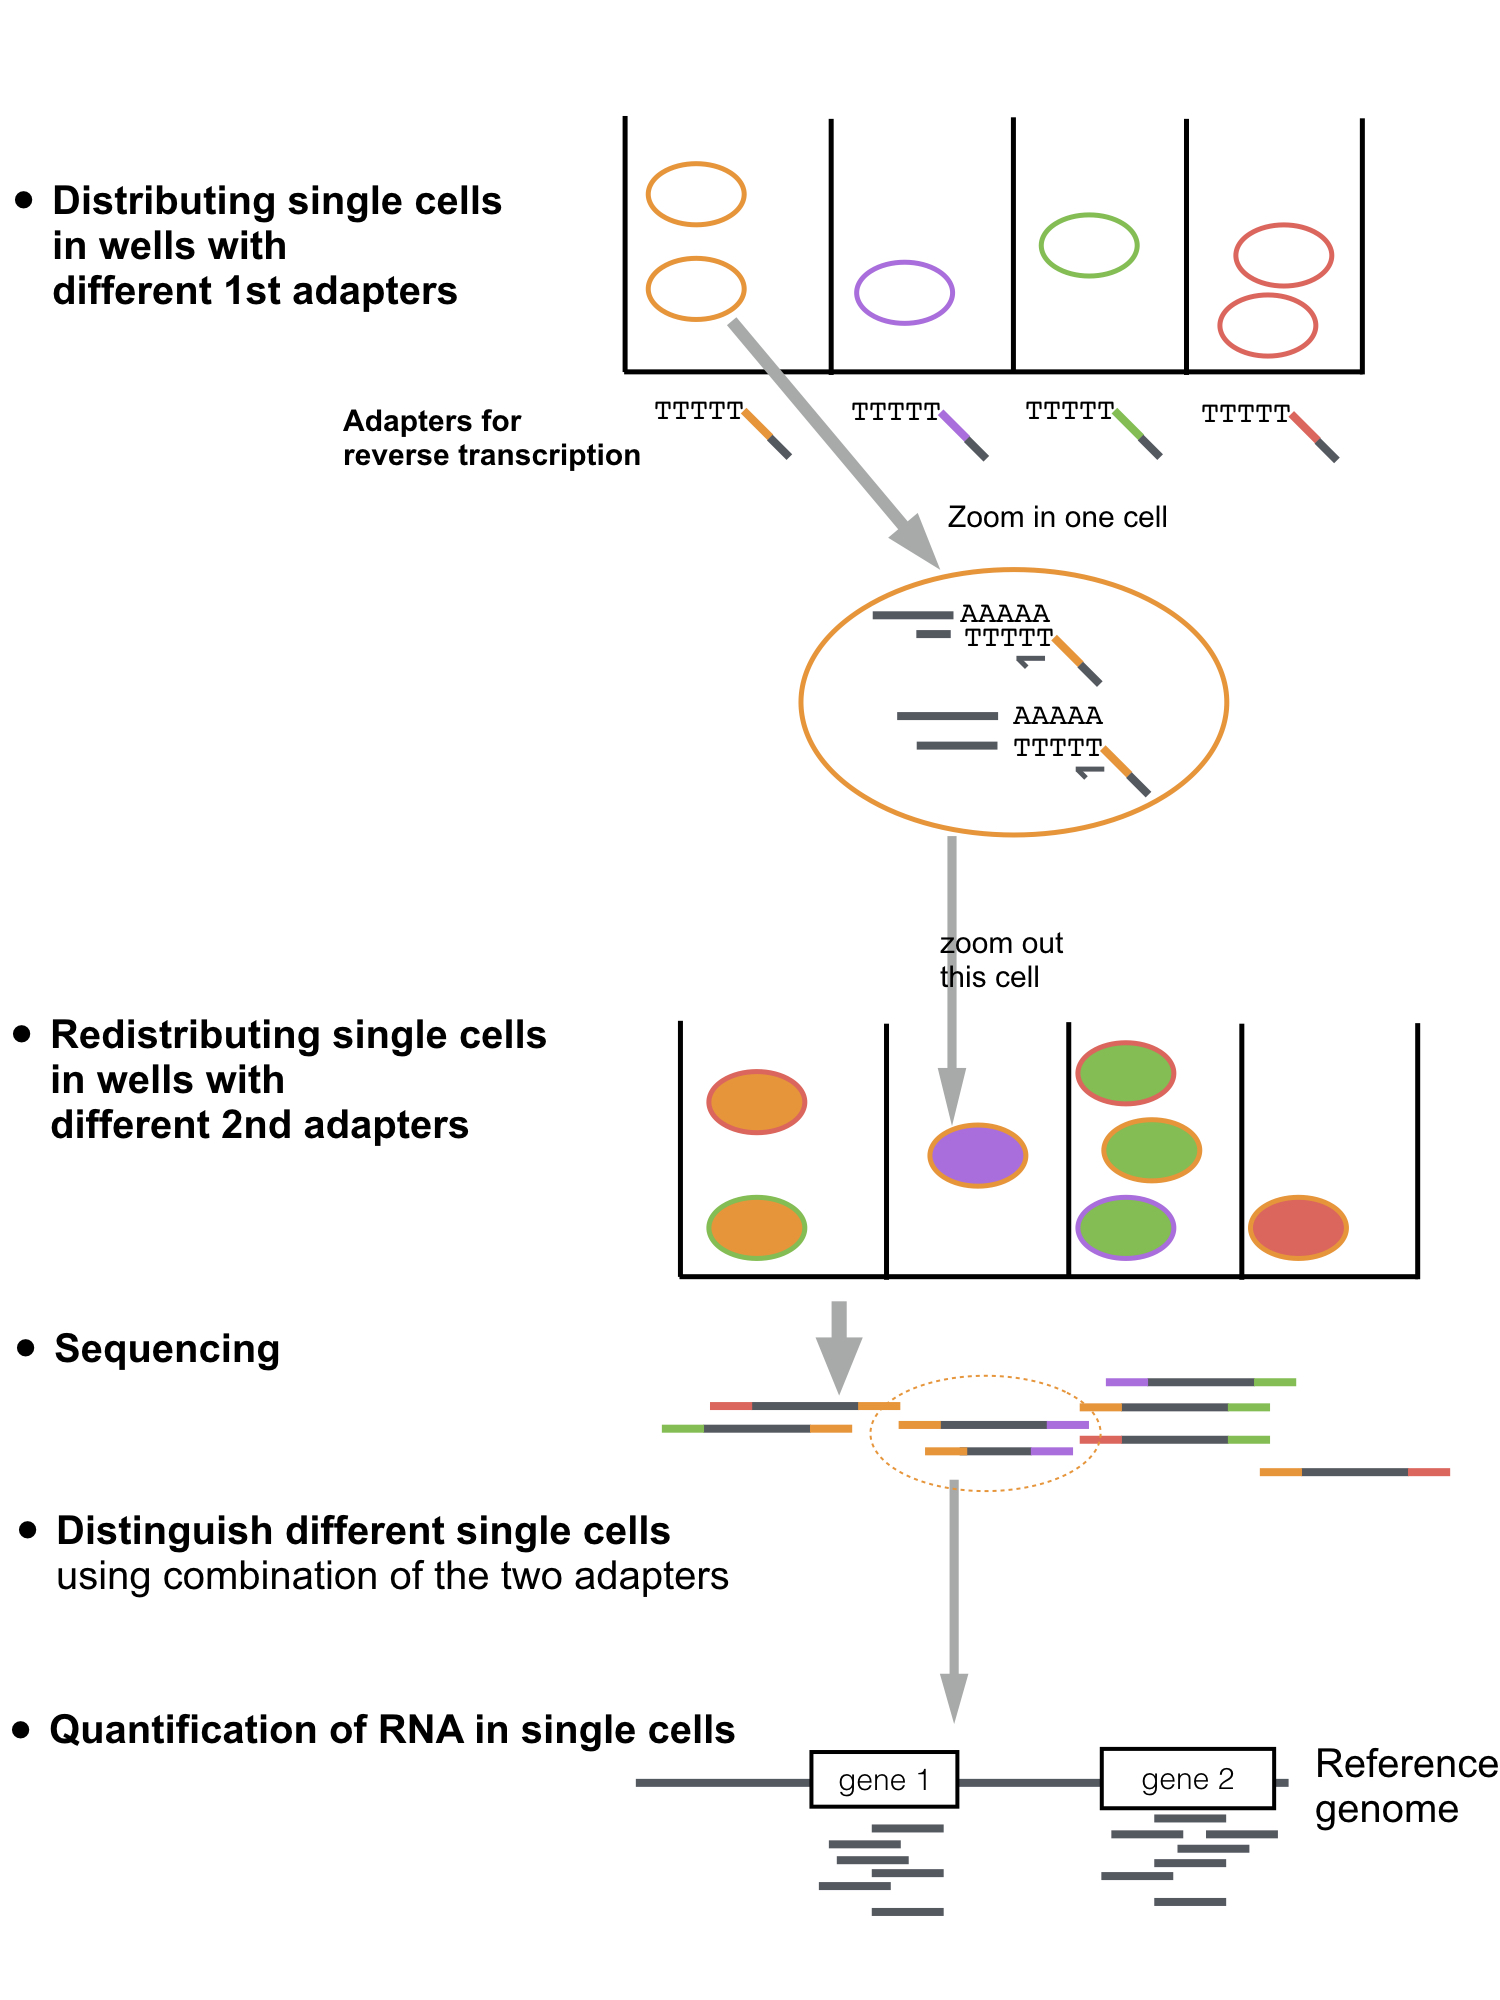 • Distributing single cells
in wells with
different 1st adapters
Adapters for
reverse transcription
TTTTT TTTTT TTTTT TTTTT
Zoom in one cell
AAAAA
TTTTT
AAAAA
TTTTT
zoom out
this cell
• Redistributing single cells
in wells with
different 2nd adapters
• Sequencing
• Distinguish different single cells
using combination of the two adapters
• Quantification of RNA in single cells
gene 1 gene 2
Reference
genome